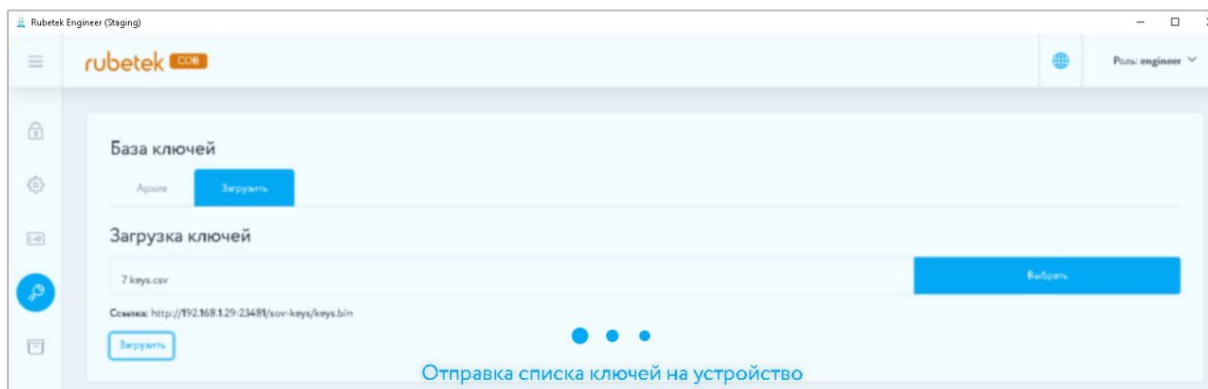 Rubetek Engineer (Staging)
rubetek СОВ
Роль: engineer
База ключей
Архив
Загрузить
Загрузка ключей
7 keys.csv
Выбрать
Ссылка: http://192.168.1.29:23481/sov-keys/keys.bin
Загрузить
Отправка списка ключей на устройство